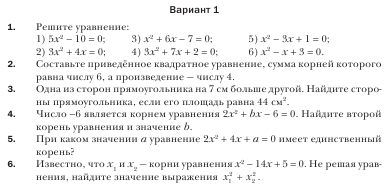 Вариант 1
1. Решите уравнение:
1) 5x² – 10 = 0; 3) x² + 6x – 7 = 0; 5) x² – 3x + 1 = 0;
2) 3x² + 4x = 0; 4) 3x² + 7x + 2 = 0; 6) x² – x + 3 = 0.
2. Составьте приведённое квадратное уравнение, сумма корней которого
равна числу 6, а произведение — числу 4.
3. Одна из сторон прямоугольника на 7 см больше другой. Найдите сторо-
ны прямоугольника, если его площадь равна 44 см².
4. Число –6 является корнем уравнения 2x² + bx – 6 = 0. Найдите второй
корень уравнения и значение b.
5. При каком значении a уравнение 2x² + 4x + a = 0 имеет единственный
корень?
6. Известно, что x₁ и x₂ — корни уравнения x² – 14x + 5 = 0. Не решая урав-
нения, найдите значение выражения x₁² + x₂².